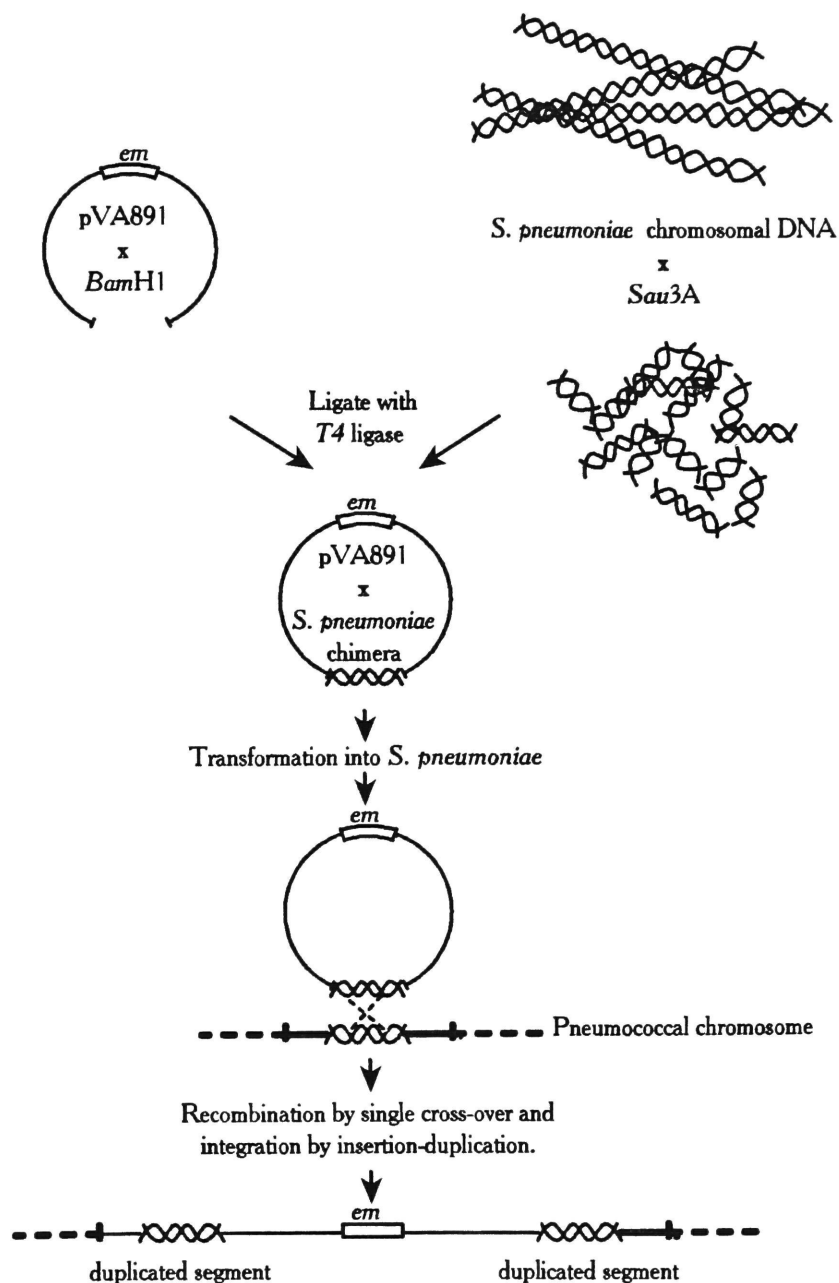 em
pVA891
x
BamH1
S. pneumoniae chromosomal DNA
x
Sau3A
Ligate with
T4 ligase
em
pVA891
x
S. pneumoniae
chimera
Transformation into S. pneumoniae
em
Pneumococcal chromosome
Recombination by single cross-over and
integration by insertion-duplication.
em
duplicated segment
duplicated segment